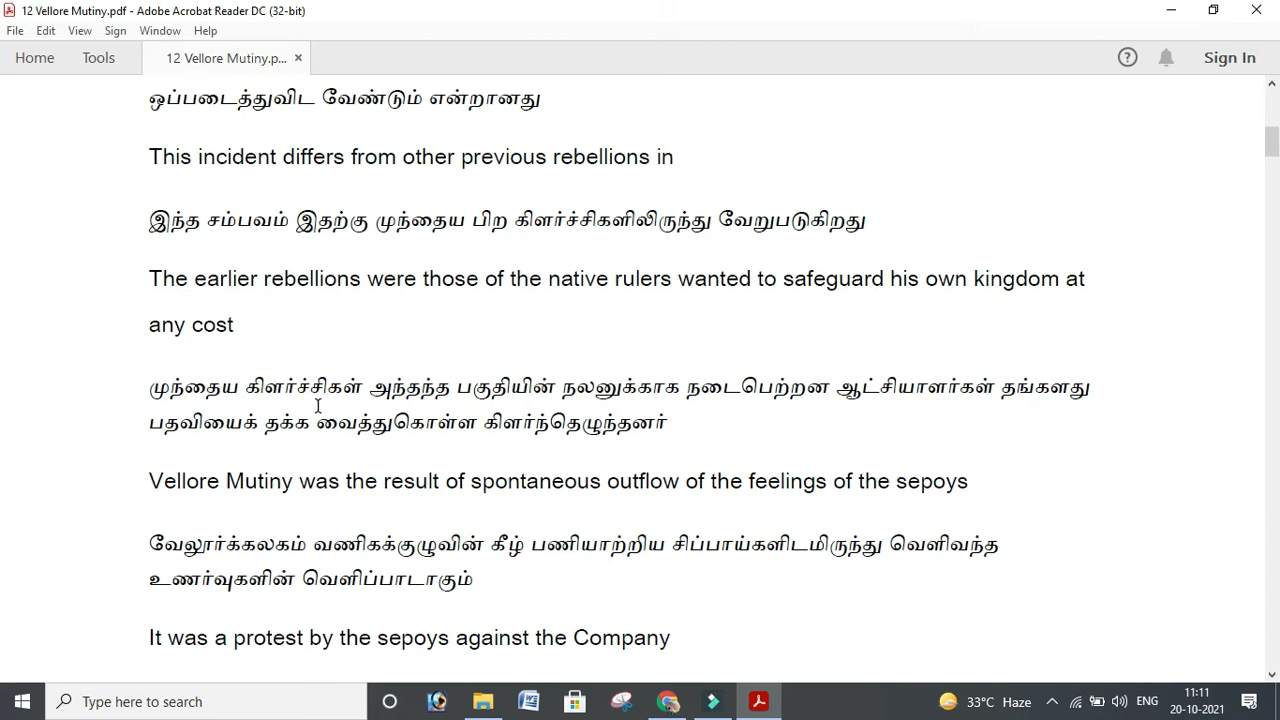 12 Vellore Mutiny.pdf - Adobe Acrobat Reader DC (32-bit)
File Edit View Sign Window Help
Home Tools 12 Vellore Mutiny.p... × Sign In
ஒப்படைத்துவிட வேண்டும் என்றானது
This incident differs from other previous rebellions in
இந்த சம்பவம் இதற்கு முந்தைய பிற கிளர்ச்சிகளிலிருந்து வேறுபடுகிறது
The earlier rebellions were those of the native rulers wanted to safeguard his own kingdom at
any cost
முந்தைய கிளர்ச்சிகள் அந்தந்த பகுதியின் நலனுக்காக நடைபெற்றன ஆட்சியாளர்கள் தங்களது
பதவியைக் தக்க வைத்துகொள்ள கிளர்ந்தெழுந்தனர்
Vellore Mutiny was the result of spontaneous outflow of the feelings of the sepoys
வேலூர்க்கலகம் வணிகக்குழுவின் கீழ் பணியாற்றிய சிப்பாய்களிடமிருந்து வெளிவந்த
உணர்வுகளின் வெளிப்பாடாகும்
It was a protest by the sepoys against the Company
Type here to search 33°C Haze ENG 11:11
20-10-2021